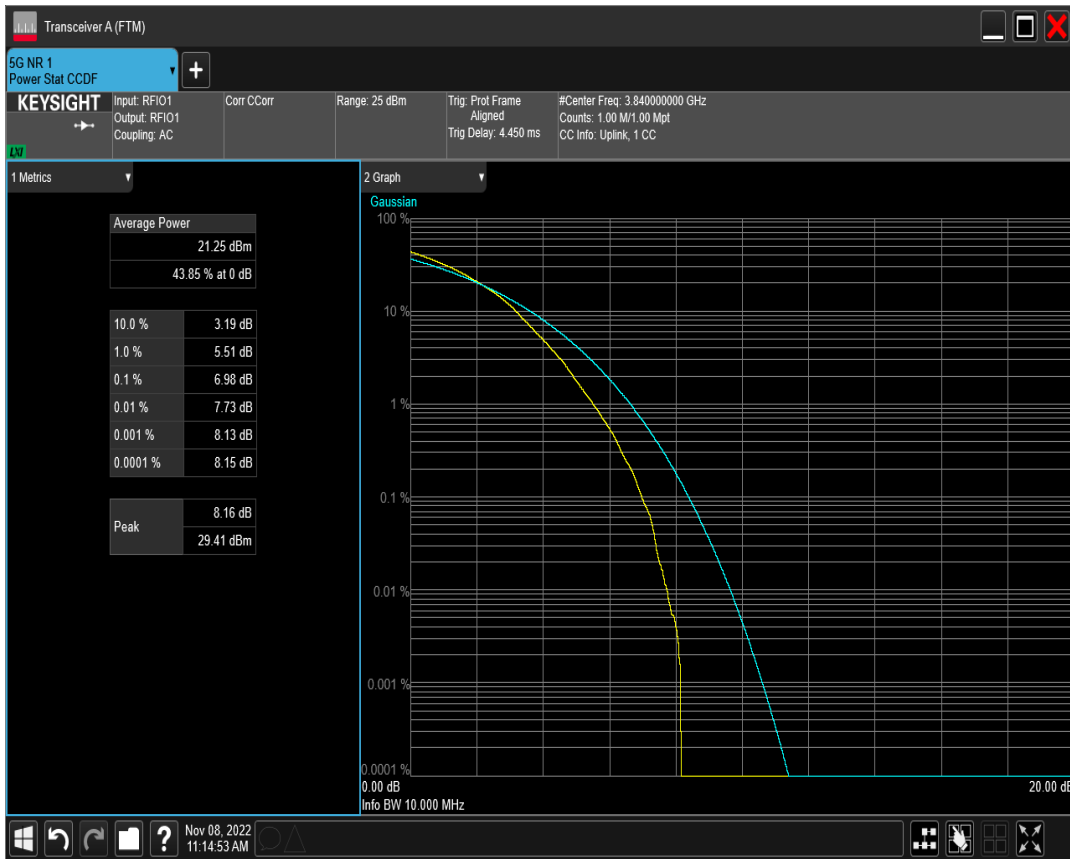 Transceiver A (FTM)
5G NR 1
Power Stat CCDF
+
KEYSIGHT
LXI
Input: RFIO1
Output: RFIO1
Coupling: AC
Corr CCorr
Range: 25 dBm
Trig: Prot Frame
Aligned
Trig Delay: 4.450 ms
#Center Freq: 3.840000000 GHz
Counts: 1.00 M/1.00 Mpt
CC Info: Uplink, 1 CC
1 Metrics
Average Power
21.25 dBm
43.85 % at 0 dB
10.0 % 3.19 dB
1.0 % 5.51 dB
0.1 % 6.98 dB
0.01 % 7.73 dB
0.001 % 8.13 dB
0.0001 % 8.15 dB
Peak
8.16 dB
29.41 dBm
2 Graph
Gaussian
100 %
10 %
1 %
0.1 %
0.01 %
0.001 %
0.0001 %
0.00 dB 20.00 dB
Info BW 10.000 MHz
?
Nov 08, 2022
11:14:53 AM